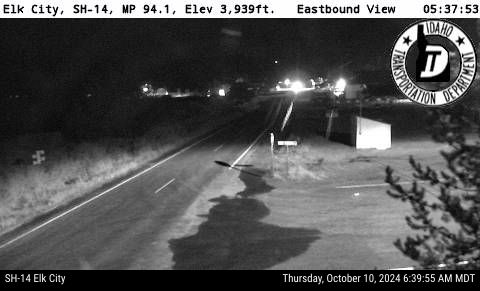 Elk City, SH-14, MP 94.1, Elev 3,939ft. Eastbound View 05:37:53
IDAHO
TRANSPORTATION DEPARTMENT
SH-14 Elk City Thursday, October 10, 2024 6:39:55 AM MDT